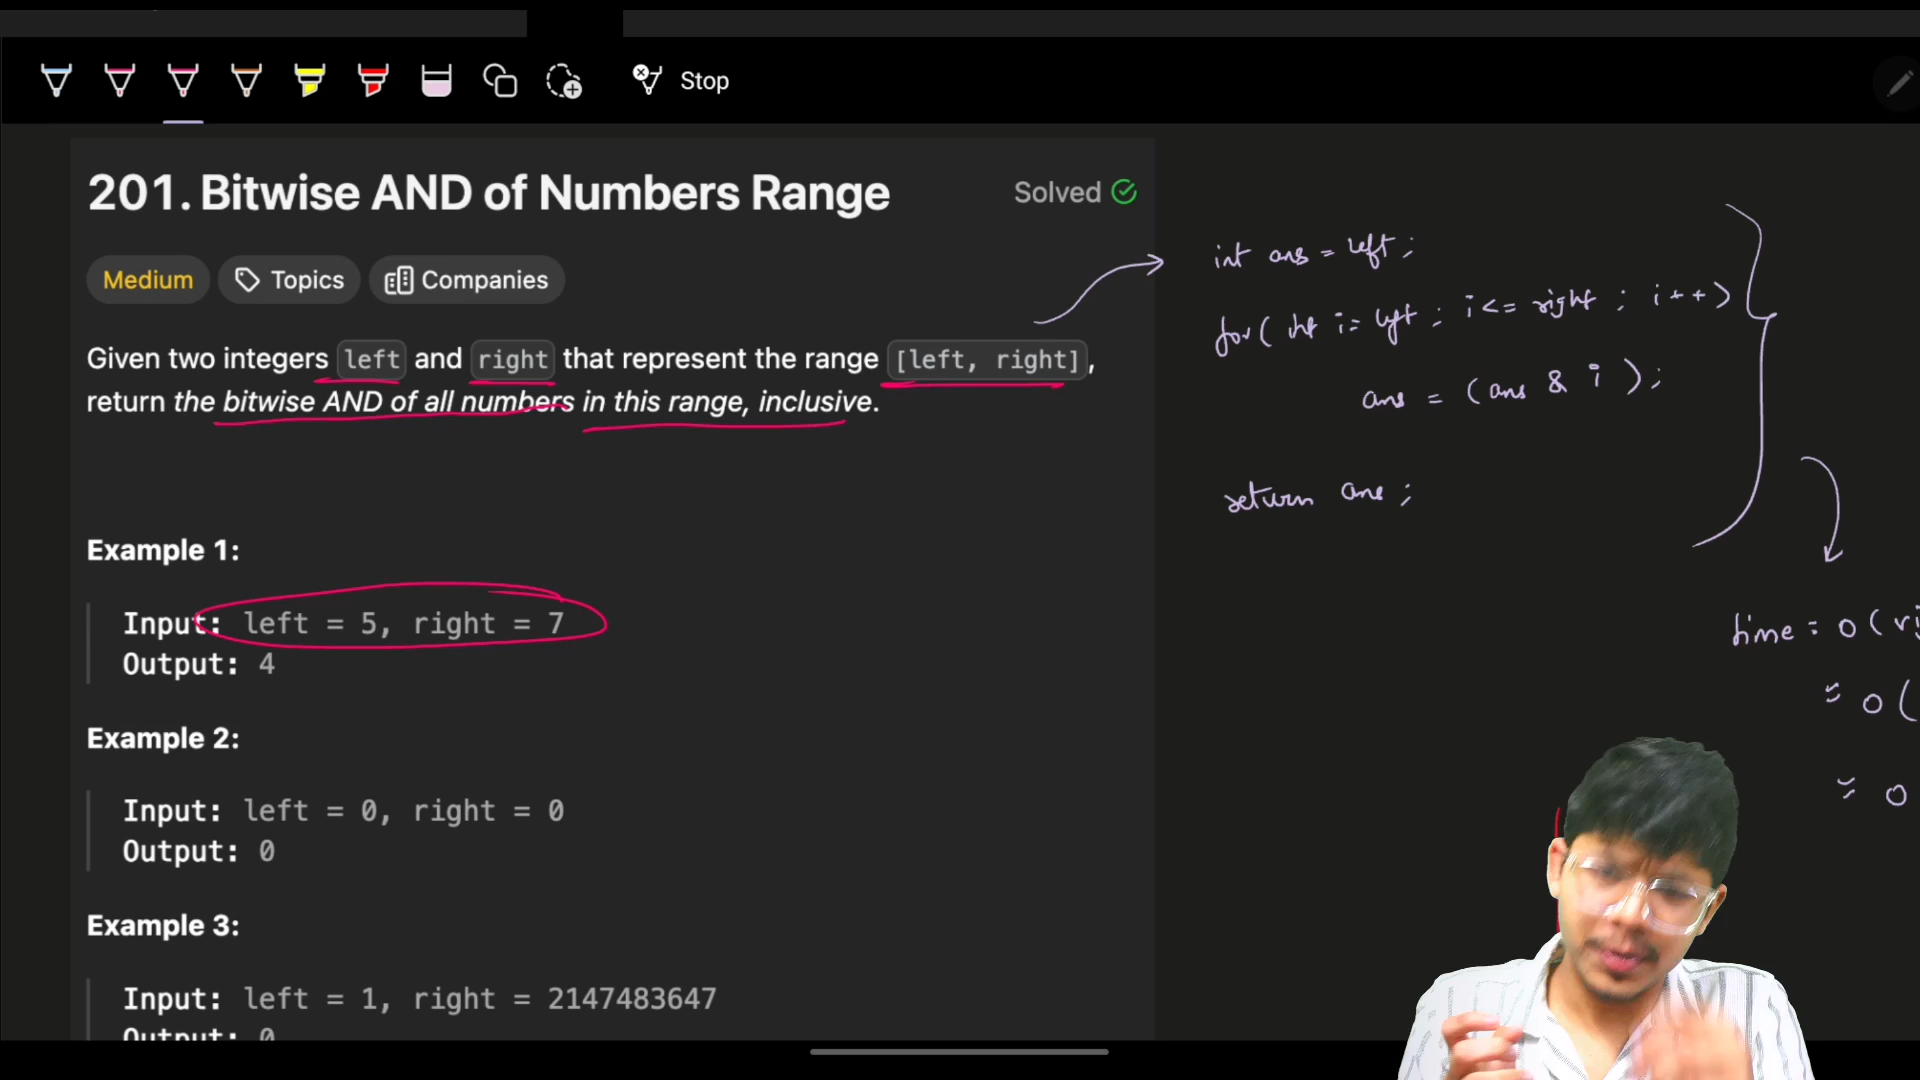 Stop
201. Bitwise AND of Numbers Range
Solved
Medium
Topics
Companies
Given two integers left and right that represent the range [left, right],
return the bitwise AND of all numbers in this range, inclusive.
Example 1:
Input: left = 5, right = 7
Output: 4
Example 2:
Input: left = 0, right = 0
Output: 0
Example 3:
Input: left = 1, right = 2147483647
Output: 0
int ans = left;
for( int i = left; i <= right ; i++)
ans = (ans & i );
return ans ;
time = O(ri
≈ O(
≈ O